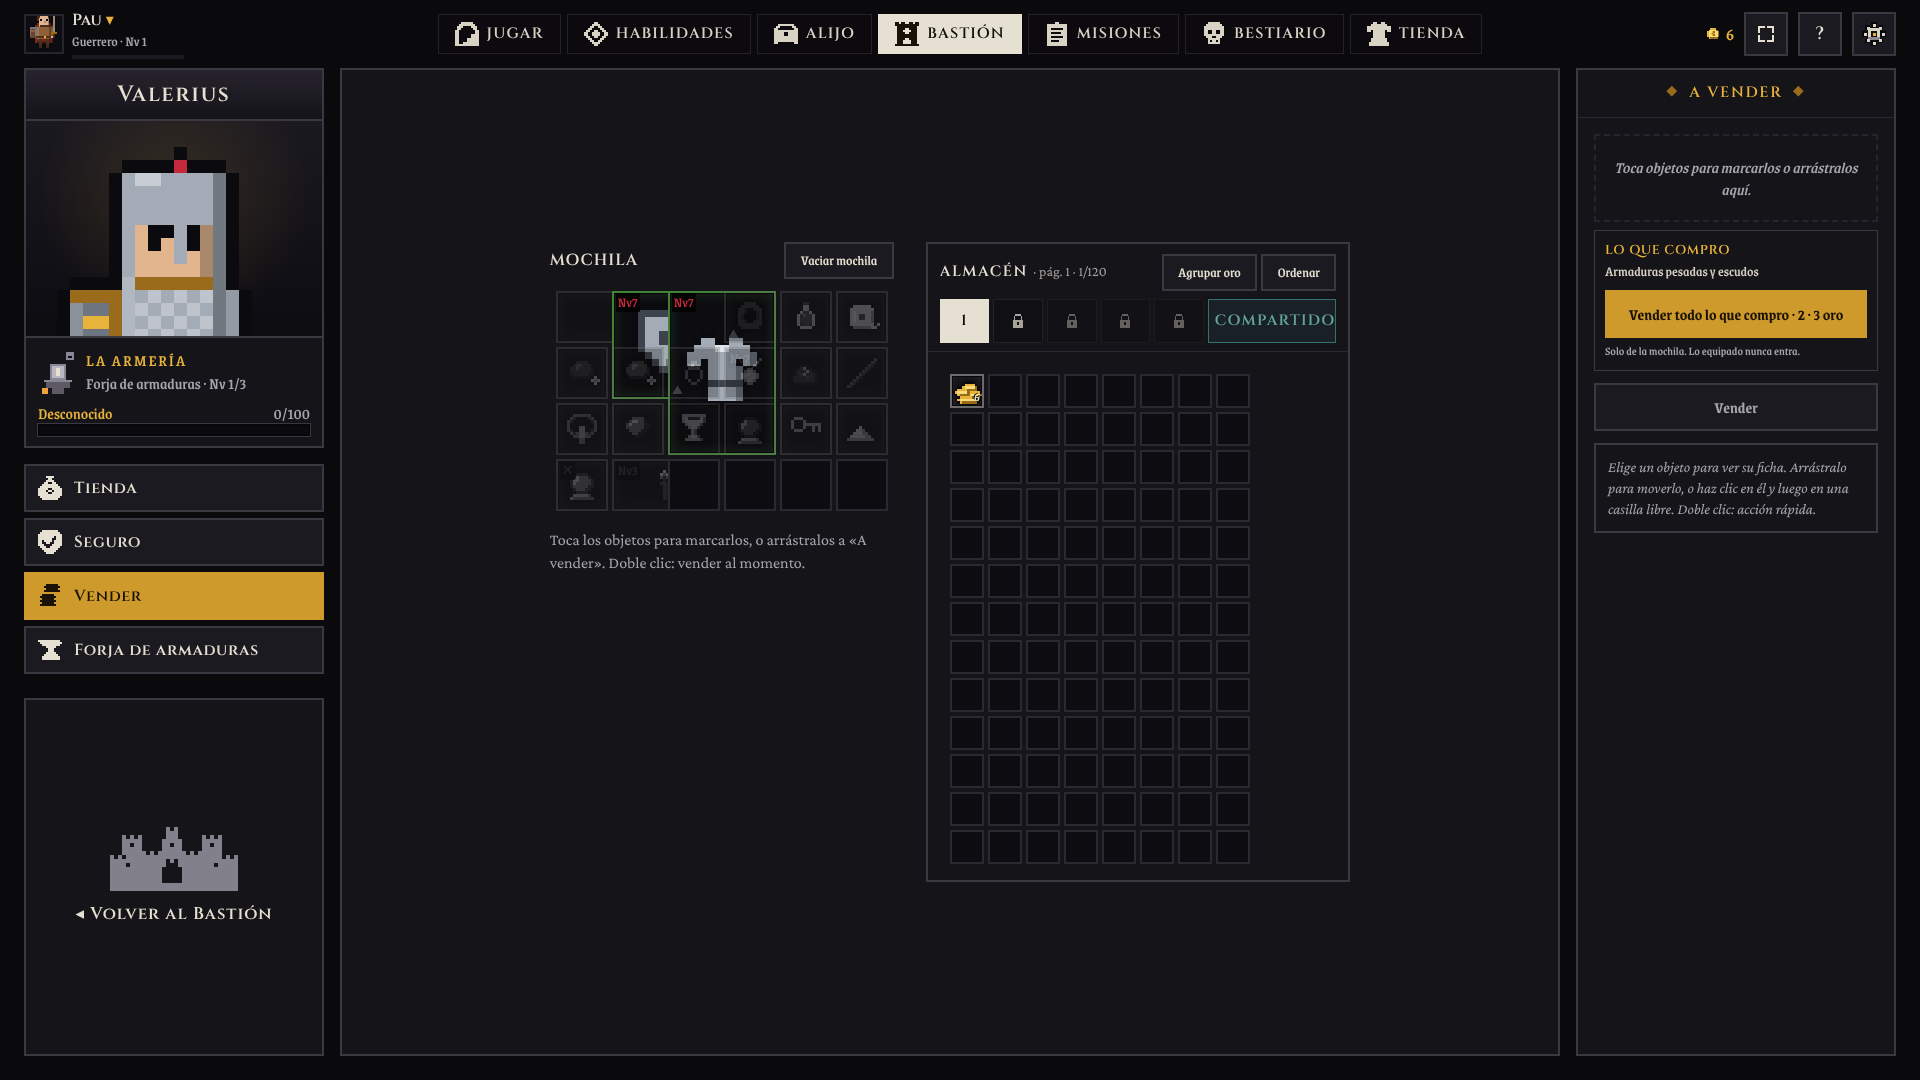 Pau ▾
Guerrero · Nv 1
JUGAR
HABILIDADES
ALIJO
BASTIÓN
MISIONES
BESTIARIO
TIENDA
6
?
Valerius
LA ARMERÍA
Forja de armaduras · Nv 1/3
Desconocido 0/100
Tienda
Seguro
Vender
Forja de armaduras
◂ Volver al Bastión
MOCHILA
Vaciar mochila
Nv7
Nv7
Nv3
Toca los objetos para marcarlos, o arrástralos a «A
vender». Doble clic: vender al momento.
ALMACÉN · pág. 1 · 1/120
Agrupar oro
Ordenar
1
COMPARTIDO
6
◆ A VENDER ◆
Toca objetos para marcarlos o arrástralos
aquí.
LO QUE COMPRO
Armaduras pesadas y escudos
Vender todo lo que compro · 2 · 3 oro
Solo de la mochila. Lo equipado nunca entra.
Vender
Elige un objeto para ver su ficha. Arrástralo
para moverlo, o haz clic en él y luego en una
casilla libre. Doble clic: acción rápida.